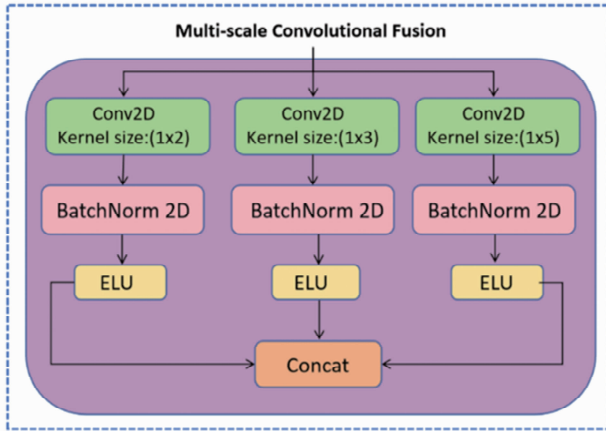 Multi-scale Convolutional Fusion
Conv2D
Kernel size:(1x2)
Conv2D
Kernel size:(1x3)
Conv2D
Kernel size:(1x5)
BatchNorm 2D
BatchNorm 2D
BatchNorm 2D
ELU
ELU
ELU
Concat